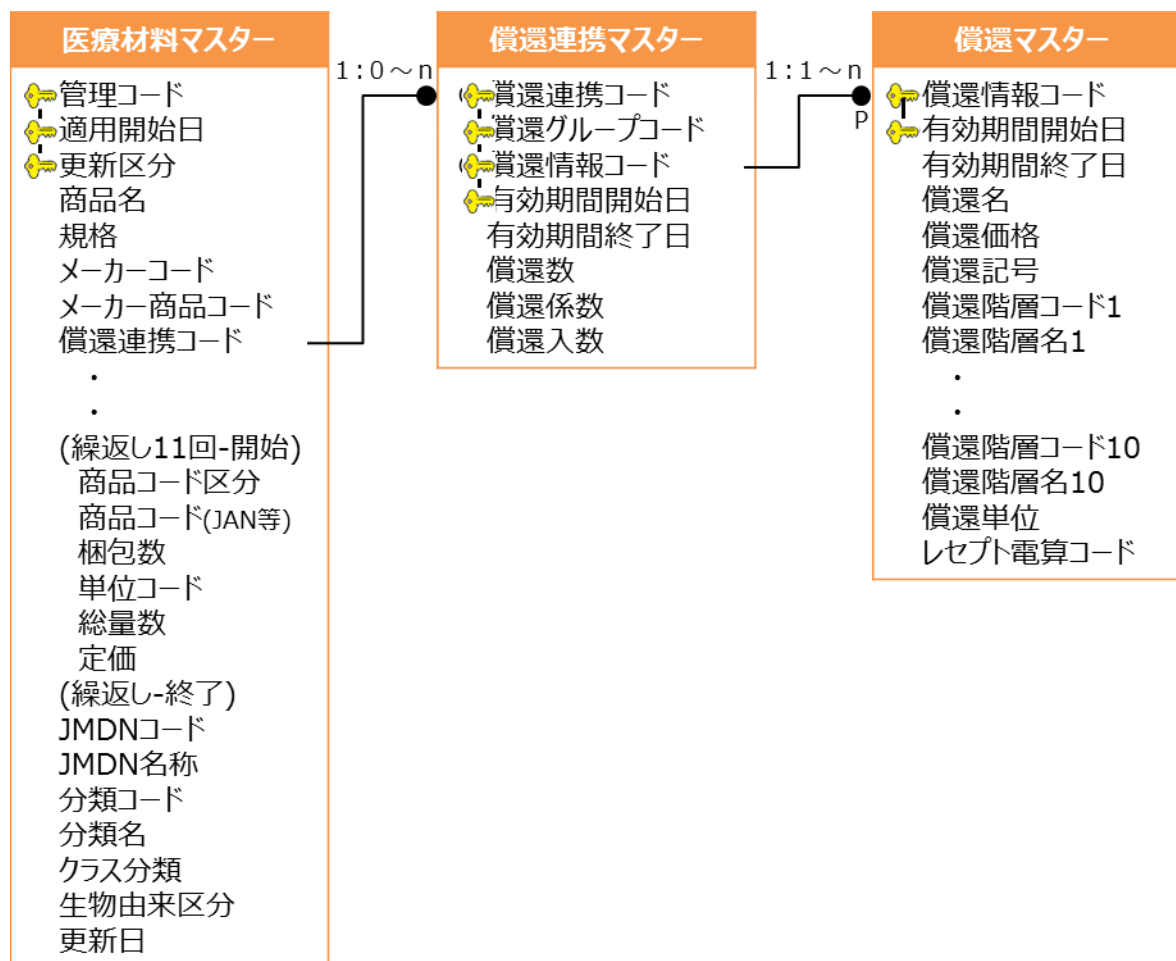 医療材料マスター
管理コード
適用開始日
更新区分
商品名
規格
メーカーコード
メーカー商品コード
償還連携コード
・
・
(繰返し11回-開始)
商品コード区分
商品コード(JAN等)
梱包数
単位コード
総量数
定価
(繰返し-終了)
JMDNコード
JMDN名称
分類コード
分類名
クラス分類
生物由来区分
更新日
1:0～n
償還連携マスター
償還連携コード
償還グループコード
償還情報コード
有効期間開始日
有効期間終了日
償還数
償還係数
償還入数
1:1～n
P
償還マスター
償還情報コード
有効期間開始日
有効期間終了日
償還名
償還価格
償還記号
償還階層コード1
償還階層名1
・
・
償還階層コード10
償還階層名10
償還単位
レセプト電算コード